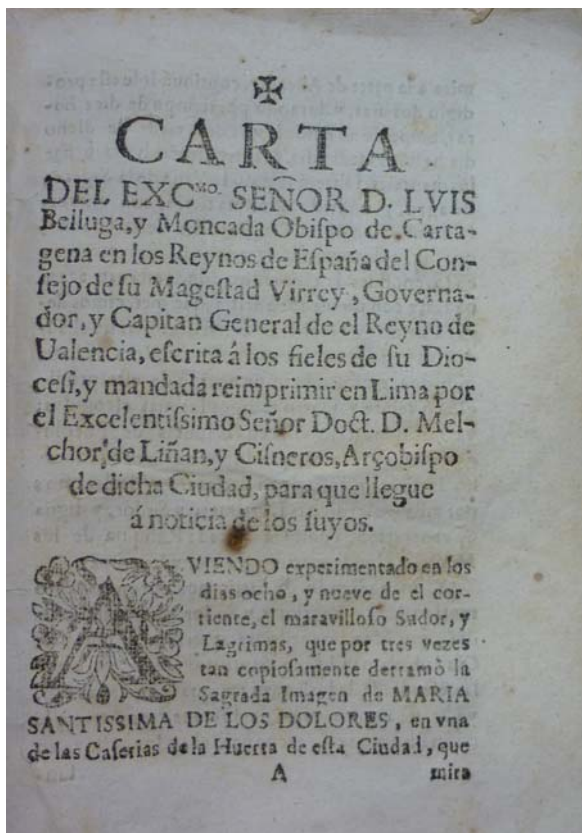 ✠
CARTA
DEL EXCᴹᴼ. SEÑOR D. LVIS
Belluga, y Moncada Obiſpo de Carta-
gena en los Reynos de Eſpaña del Con-
ſejo de ſu Mageſtad Virrey, Governa-
dor, y Capitan General de el Reyno de
Ualencia, eſcrita á los fieles de ſu Dio-
ceſi, y mandada reimprimir en Lima por
el Excelentiſsimo Señor Doct. D. Mel-
chor de Liñan, y Ciſneros, Arçobiſpo
de dicha Ciudad, para que llegue
á noticia de los ſuyos.
AVIENDO experimentado en los
dias ocho, y nueve de el cor-
riente, el maravilloſo Sudor, y
Lagrimas, que por tres vezes
tan copioſamente derramò la
Sagrada Imagen de MARIA
SANTISSIMA DE LOS DOLORES, en vna
de las Caſerias de la Huerta de eſta Ciudad, que
A
mira